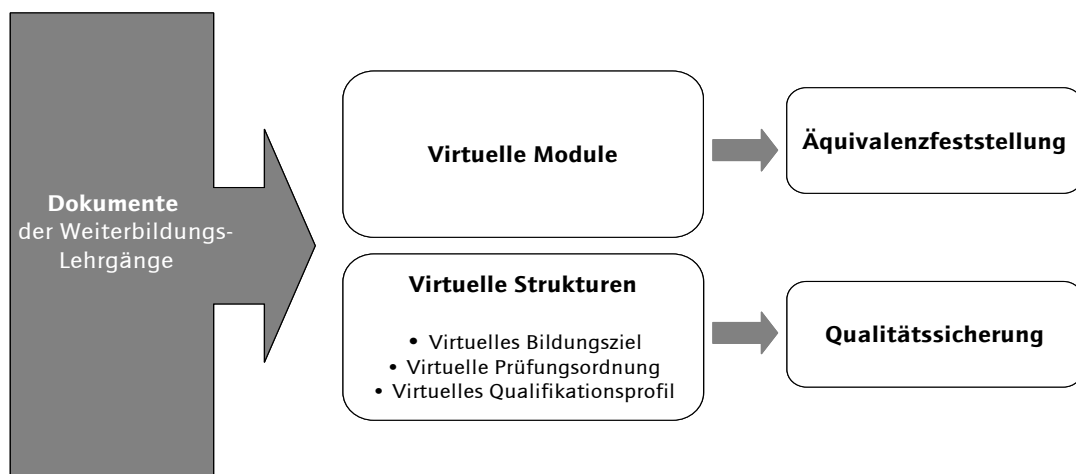 Dokumente
der Weiterbildungs-
Lehrgänge
Virtuelle Module
Äquivalenzfeststellung
Virtuelle Strukturen
• Virtuelles Bildungsziel
• Virtuelle Prüfungsordnung
• Virtuelles Qualifikationsprofil
Qualitätssicherung